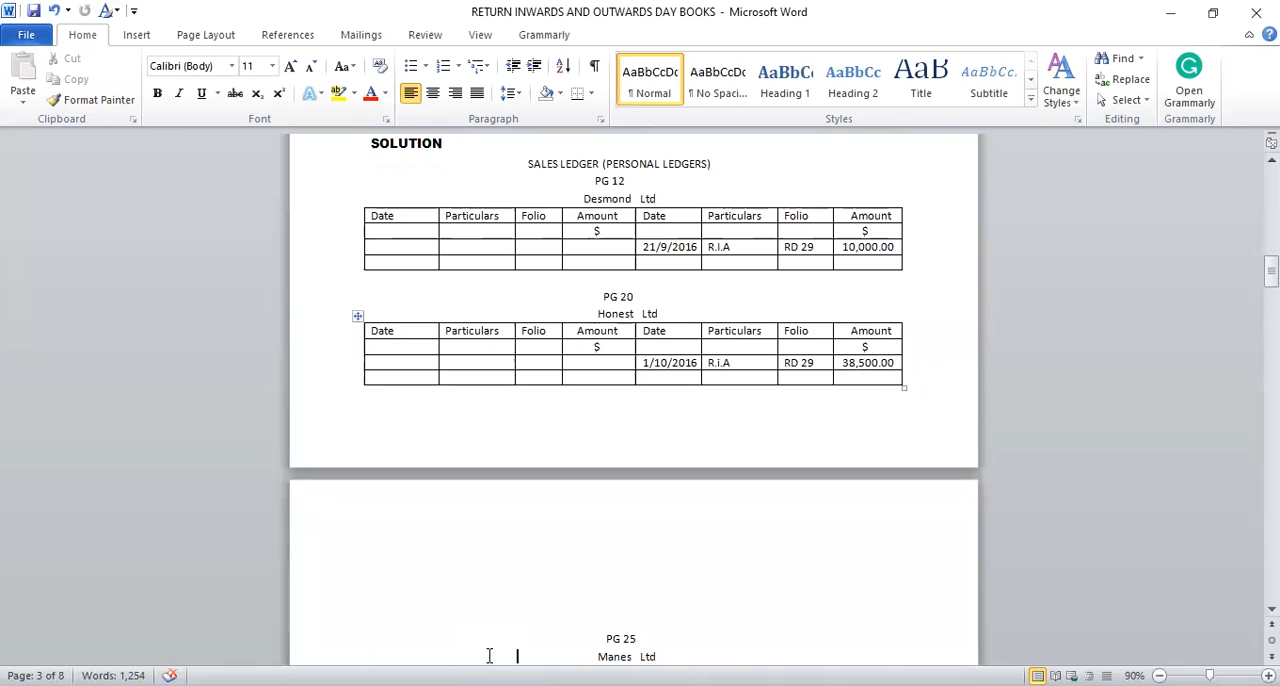 RETURN INWARDS AND OUTWARDS DAY BOOKS - Microsoft Word
File Home Insert Page Layout References Mailings Review View Grammarly
Paste
Cut
Copy
Format Painter
Clipboard
Calibri (Body) 11
Font
Paragraph
AaBbCcDc AaBbCcDc AaBbC AaBbCc AaB AaBbCc.
¶ Normal ¶ No Spaci... Heading 1 Heading 2 Title Subtitle
Styles
Change Styles
Find
Replace
Select
Editing
Open Grammarly
Grammarly
SOLUTION
SALES LEDGER (PERSONAL LEDGERS)
PG 12
Desmond Ltd
Date Particulars Folio Amount Date Particulars Folio Amount
$ $
21/9/2016 R.I.A RD 29 10,000.00
PG 20
Honest Ltd
Date Particulars Folio Amount Date Particulars Folio Amount
$ $
1/10/2016 R.i.A RD 29 38,500.00
PG 25
Manes Ltd
Page: 3 of 8 Words: 1,254 90%